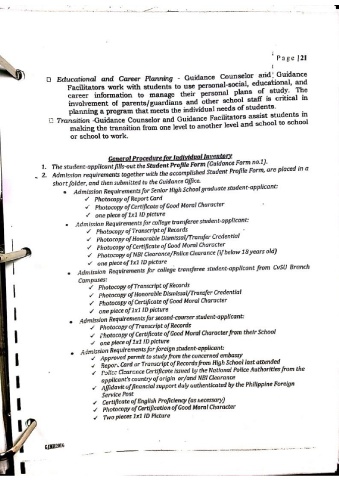 Page |21
☐ Educational and Career Planning - Guidance Counselor and Guidance
Facilitators work with students to use personal-social, educational, and
career information to manage their personal plans of study. The
involvement of parents/guardians and other school staff is critical in
planning a program that meets the individual needs of students.
☐ Transition -Guidance Counselor and Guidance Facilitators assist students in
making the transition from one level to another level and school to school
or school to work.
General Procedure for Individual Inventory
1. The student-applicant fills-out the Student Profile Form (Guidance Form no.1).
2. Admission requirements together with the accomplished Student Profile Form, are placed in a
short folder, and then submitted to the Guidance Office.
• Admission Requirements for Senior High School graduate student-applicant:
✓ Photocopy of Report Card
✓ Photocopy of Certificate of Good Moral Character
✓ one piece of 1x1 ID picture
• Admission Requirements for college transferee student-applicant:
✓ Photocopy of Transcript of Records
✓ Photocopy of Honorable Dismissal/Transfer Credential
✓ Photocopy of Certificate of Good Moral Character
✓ Photocopy of NBI Clearance/Police Clearance (if below 18 years old)
✓ one piece of 1x1 ID picture
• Admission Requirements for college transferee student-applicant from CvSU Branch
Campuses:
✓ Photocopy of Transcript of Records
✓ Photocopy of Honorable Dismissal/Transfer Credential
✓ Photocopy of Certificate of Good Moral Character
✓ one piece of 1x1 ID picture
• Admission Requirements for second-courser student-applicant:
✓ Photocopy of Transcript of Records
✓ Photocopy of Certificate of Good Moral Character from their School
✓ one piece of 1x1 ID picture
• Admission Requirements for foreign student-applicant:
✓ Approved permit to study from the concerned embassy
✓ Report Card or Transcript of Records from High School last attended
✓ Police Clearance Certificate issued by the National Police Authorities from the
applicant's country of origin or/and NBI Clearance
✓ Affidavit of financial support duly authenticated by the Philippine Foreign
Service Post
✓ Certificate of English Proficiency (as necessary)
✓ Photocopy of Certification of Good Moral Character
✓ Two pieces 1x1 ID Picture